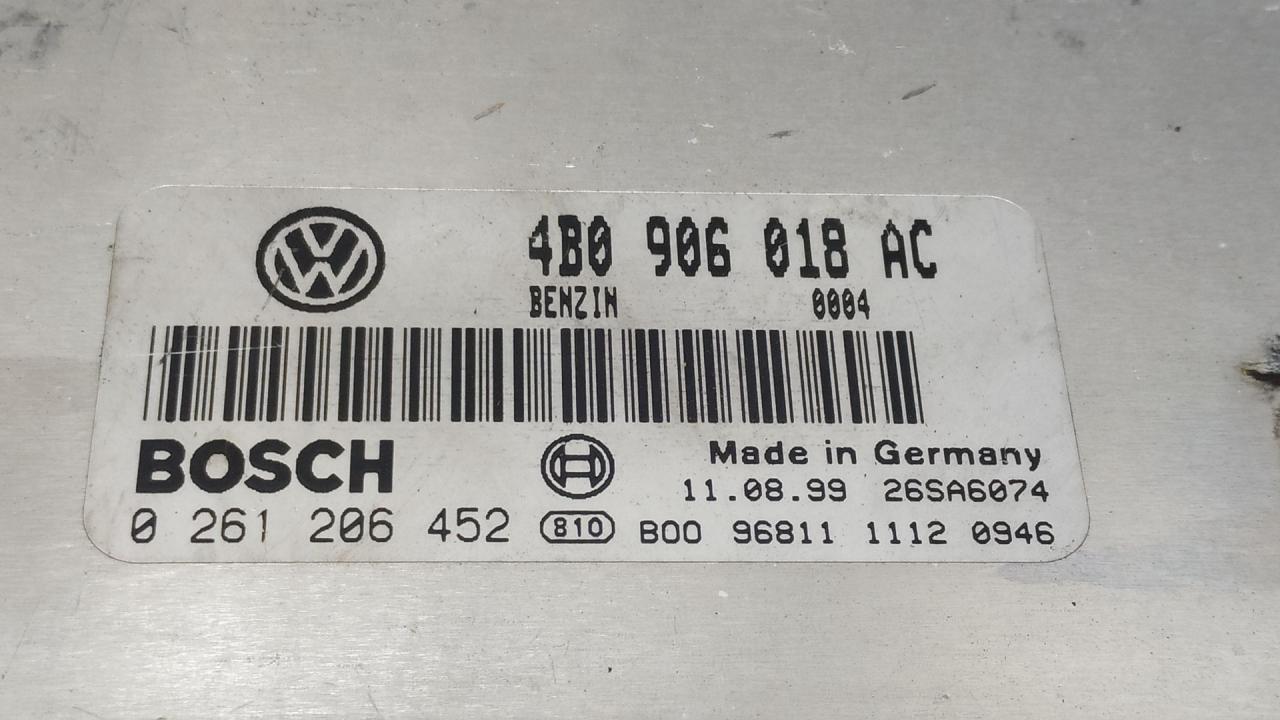 4B0 906 018 AC
BENZIN 0004
BOSCH
Made in Germany
11.08.99 26SA6074
0 261 206 452 810 B00 96811 1112 0946